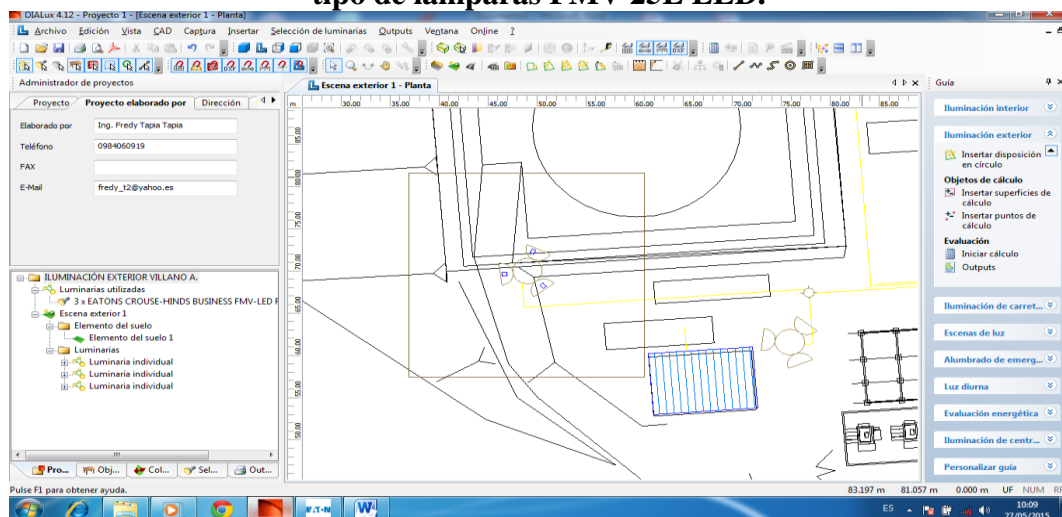 tipo de lámparas FMV 25L LED.
DIALux 4.12 - Proyecto 1 - [Escena exterior 1 - Planta]
Archivo Edición Vista CAD Captura Insertar Selección de luminarias Outputs Ventana Online ?
Administrador de proyectos
Proyecto Proyecto elaborado por Dirección
Elaborado por Ing. Fredy Tapia Tapia
Teléfono 0984060919
FAX
E-Mail fredy_t2@yahoo.es
ILUMINACIÓN EXTERIOR VILLANO A.
Luminarias utilizadas
3 x EATONS CROUSE-HINDS BUSINESS FMV-LED F
Escena exterior 1
Elemento del suelo
Elemento del suelo 1
Luminarias
Luminaria individual
Luminaria individual
Luminaria individual
Pro... Obj... Col... Sel... Out...
Escena exterior 1 - Planta
m 30.00 35.00 40.00 45.00 50.00 55.00 60.00 65.00 70.00 75.00 80.00 85.00
85.00
80.00
75.00
70.00
65.00
60.00
55.00
50.00
Guía
Iluminación interior
Iluminación exterior
Insertar disposición
en círculo
Objetos de cálculo
Insertar superficies de
cálculo
Insertar puntos de
cálculo
Evaluación
Iniciar cálculo
Outputs
Iluminación de carret...
Escenas de luz
Alumbrado de emerg...
Luz diurna
Evaluación energética
Iluminación de centr...
Personalizar guía
Pulse F1 para obtener ayuda.
83.197 m 81.057 m 0.000 m UF NUM
E·T·N W
ES 10:09
27/05/2015